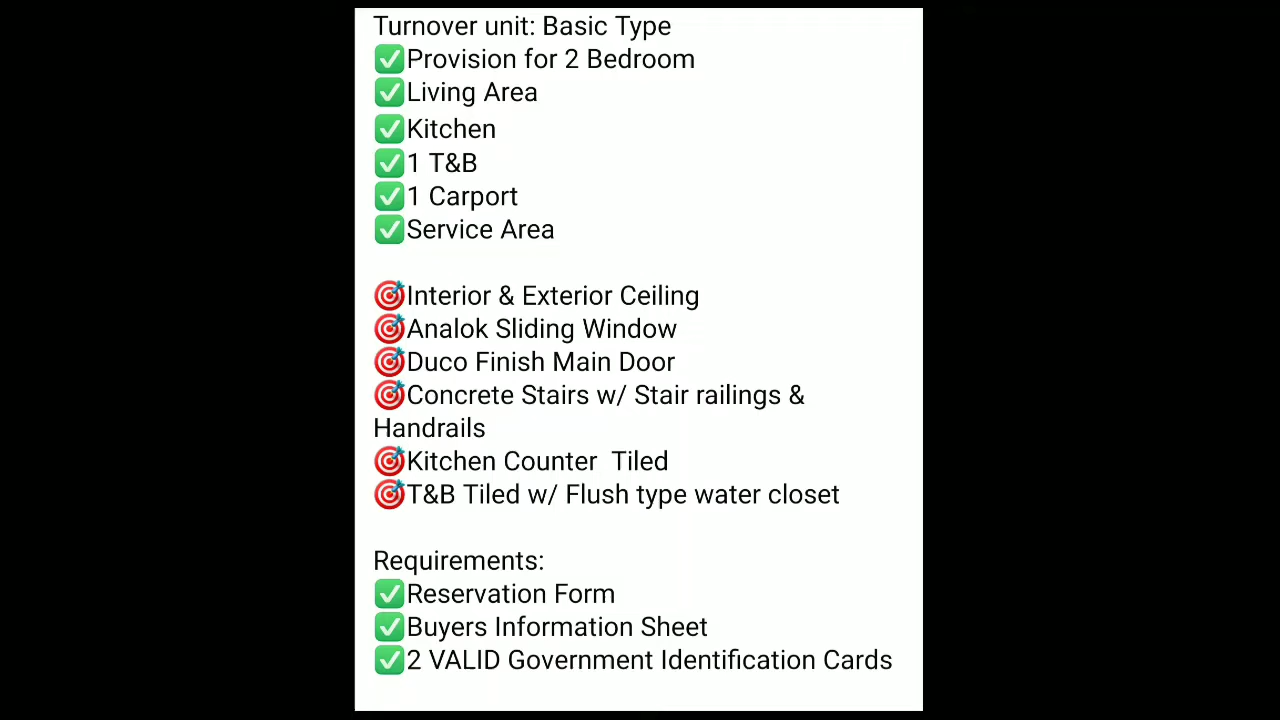 Turnover unit: Basic Type
✅Provision for 2 Bedroom
✅Living Area
✅Kitchen
✅1 T&B
✅1 Carport
✅Service Area
🎯Interior & Exterior Ceiling
🎯Analok Sliding Window
🎯Duco Finish Main Door
🎯Concrete Stairs w/ Stair railings &
Handrails
🎯Kitchen Counter  Tiled
🎯T&B Tiled w/ Flush type water closet
Requirements:
✅Reservation Form
✅Buyers Information Sheet
✅2 VALID Government Identification Cards